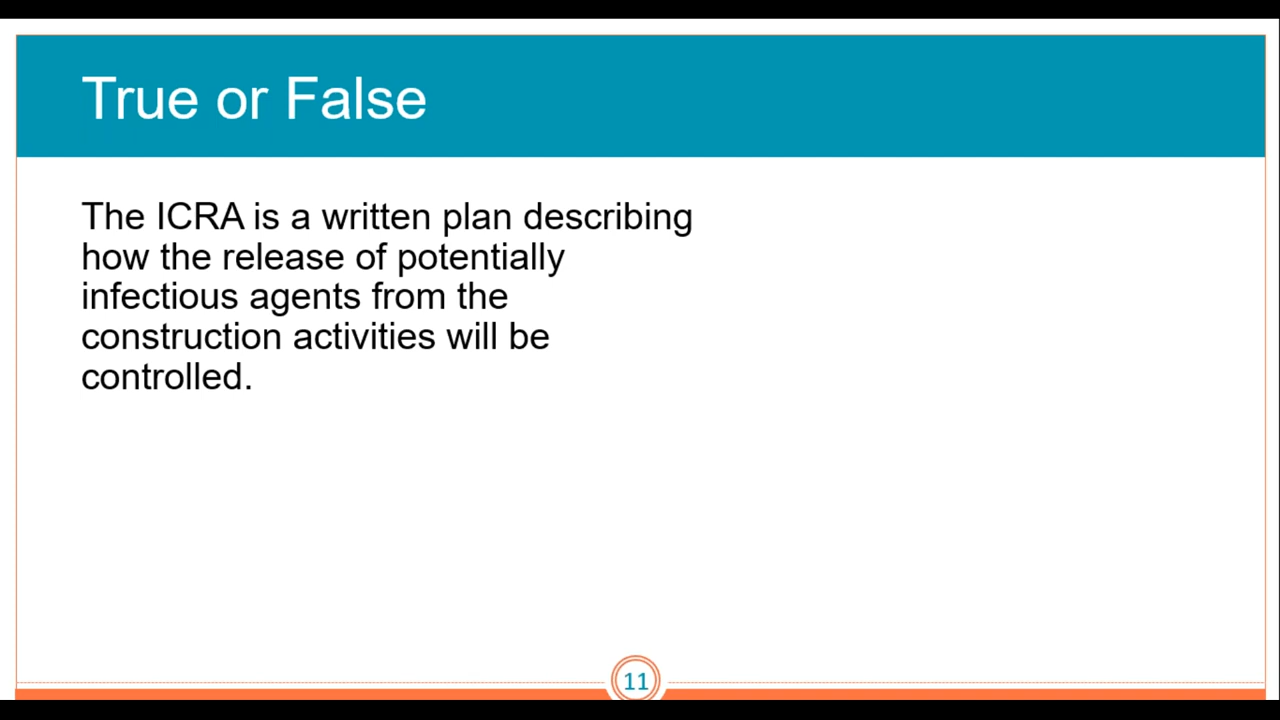 True or False
The ICRA is a written plan describing
how the release of potentially
infectious agents from the
construction activities will be
controlled.
11